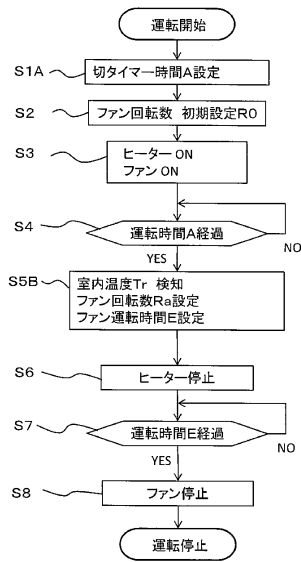 運転開始
S1A 切タイマー時間A設定
S2 ファン回転数 初期設定R0
S3 ヒーター ON
ファン ON
S4 運転時間A経過
NO
YES
S5B 室内温度Tr 検知
ファン回転数Ra設定
ファン運転時間E設定
S6 ヒーター停止
S7 運転時間E経過
NO
YES
S8 ファン停止
運転停止